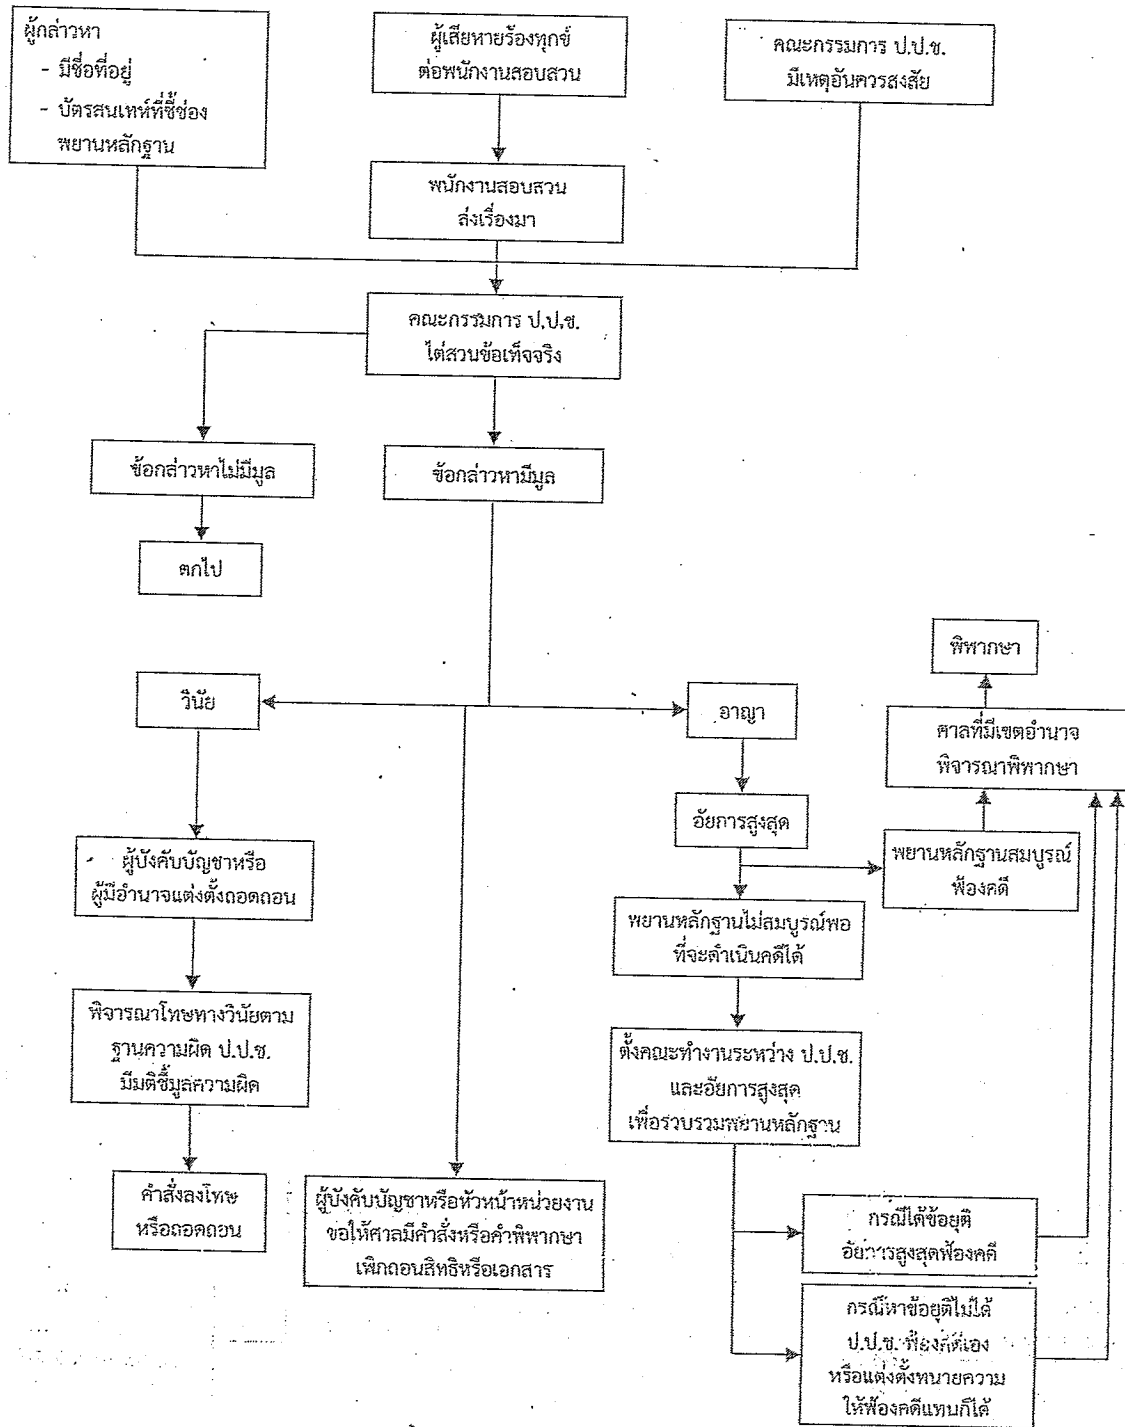 ผู้กล่าวหา
- มีชื่อที่อยู่
- บัตรสนเท่ห์ที่ชี้ช่อง
พยานหลักฐาน
ผู้เสียหายร้องทุกข์
ต่อพนักงานสอบสวน
คณะกรรมการ ป.ป.ช.
มีเหตุอันควรสงสัย
พนักงานสอบสวน
ส่งเรื่องมา
คณะกรรมการ ป.ป.ช.
ไต่สวนข้อเท็จจริง
ข้อกล่าวหาไม่มีมูล
ข้อกล่าวหามีมูล
ตกไป
วินัย
ผู้บังคับบัญชาหรือ
ผู้มีอำนาจแต่งตั้งถอดถอน
พิจารณาโทษทางวินัยตาม
ฐานความผิด ป.ป.ช.
มีมติชี้มูลความผิด
คำสั่งลงโทษ
หรือถอดถอน
ผู้บังคับบัญชาหรือหัวหน้าหน่วยงาน
ขอให้ศาลมีคำสั่งหรือคำพิพากษา
เพิกถอนสิทธิหรือเอกสาร
อาญา
อัยการสูงสุด
พยานหลักฐานไม่สมบูรณ์พอ
ที่จะดำเนินคดีได้
ตั้งคณะทำงานระหว่าง ป.ป.ช.
และอัยการสูงสุด
เพื่อรวบรวมพยานหลักฐาน
พิพากษา
ศาลที่มีเขตอำนาจ
พิจารณาพิพากษา
พยานหลักฐานสมบูรณ์
ฟ้องคดี
กรณีได้ข้อยุติ
อัยการสูงสุดฟ้องคดี
กรณีหาข้อยุติไม่ได้
ป.ป.ช. ฟ้องคดีเอง
หรือแต่งตั้งทนายความ
ให้ฟ้องคดีแทนก็ได้